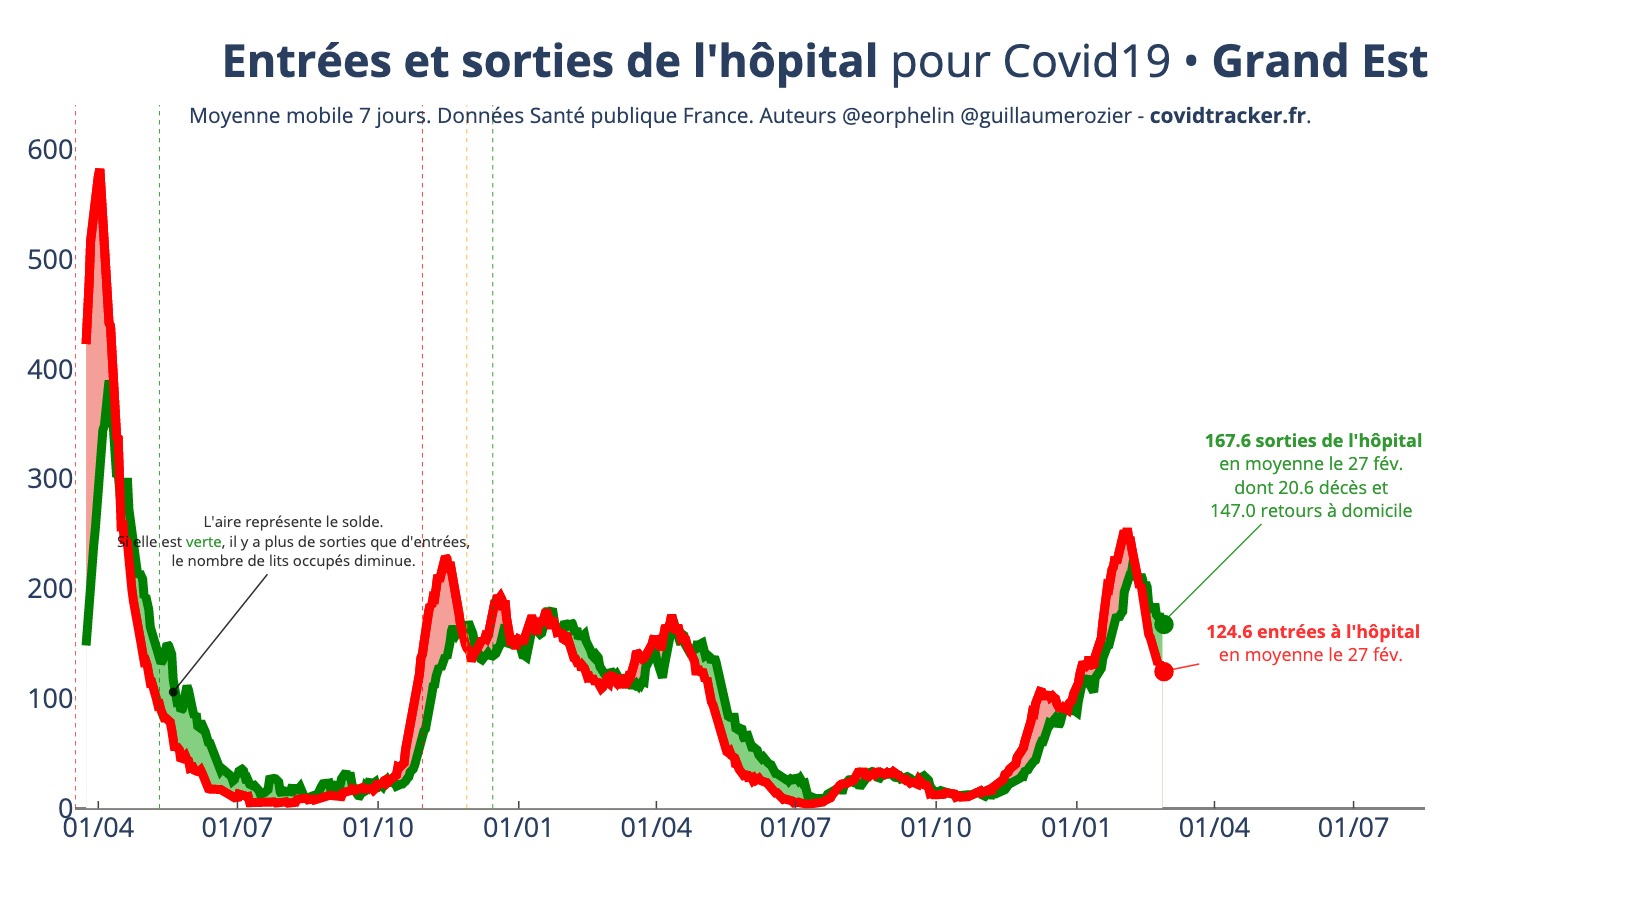 Entrées et sorties de l'hôpital pour Covid19 • Grand Est
Moyenne mobile 7 jours. Données Santé publique France. Auteurs @eorphelin @guillaumerozier - covidtracker.fr.
600
500
400
300
200
100
0
167.6 sorties de l'hôpital
en moyenne le 27 fév.
dont 20.6 décès et
147.0 retours à domicile
L'aire représente le solde.
Si elle est verte, il y a plus de sorties que d'entrées,
le nombre de lits occupés diminue.
124.6 entrées à l'hôpital
en moyenne le 27 fév.
01/04 01/07 01/10 01/01 01/04 01/07 01/10 01/01 01/04 01/07